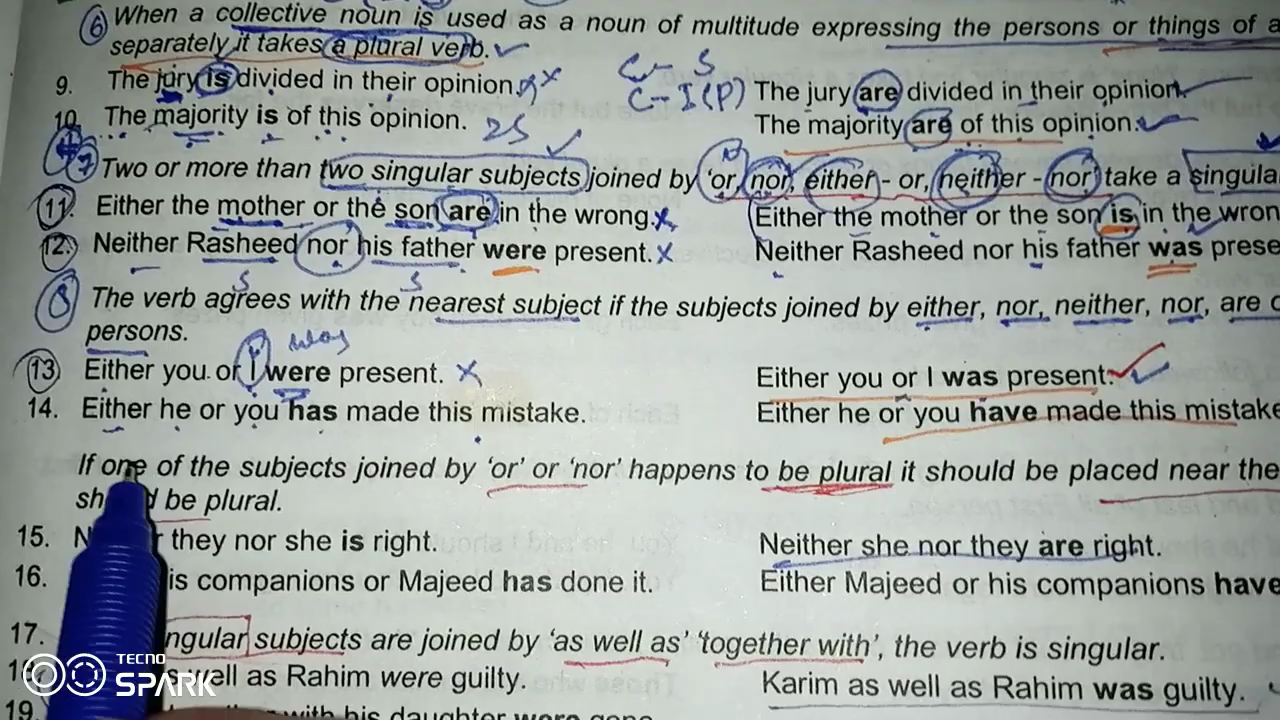 6 When a collective noun is used as a noun of multitude expressing the persons or things of a
separately it takes a plural verb.
C - S
C - I (P)
9. The jury is divided in their opinion. The jury are divided in their opinion.
10. The majority is of this opinion. 2S The majority are of this opinion.
7 Two or more than two singular subjects joined by 'or, nor, either - or, neither - nor' take a singula
11. Either the mother or the son are in the wrong. x Either the mother or the son is in the wron
12. Neither Rasheed nor his father were present. x Neither Rasheed nor his father was prese
S S
8 The verb agrees with the nearest subject if the subjects joined by either, nor, neither, nor, are
persons.
was
13 Either you or I were present. x Either you or I was present.
14. Either he or you has made this mistake. Either he or you have made this mistake
If one of the subjects joined by 'or' or 'nor' happens to be plural it should be placed near the
be plural.
15. they nor she is right. Neither she nor they are right.
16. is companions or Majeed has done it. Either Majeed or his companions have
17. ngular subjects are joined by 'as well as' 'together with', the verb is singular.
18. well as Rahim were guilty. Karim as well as Rahim was guilty.
19. with his daughter were gone.
TECNO
SPARK